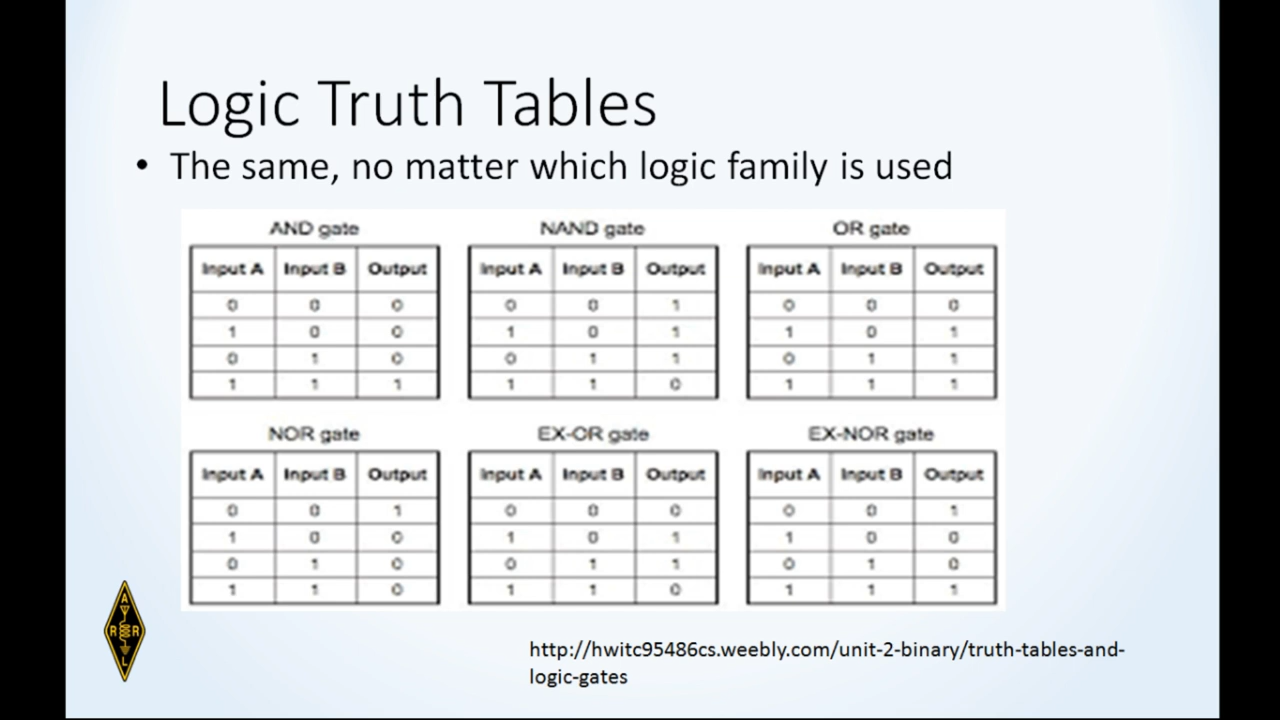 Logic Truth Tables
• The same, no matter which logic family is used
AND gate NAND gate OR gate
Input A Input B Output Input A Input B Output Input A Input B Output
0 0 0 0 0 1 0 0 0
1 0 0 1 0 1 1 0 1
0 1 0 0 1 1 0 1 1
1 1 1 1 1 0 1 1 1
NOR gate EX-OR gate EX-NOR gate
Input A Input B Output Input A Input B Output Input A Input B Output
0 0 1 0 0 0 0 0 1
1 0 0 1 0 1 1 0 0
0 1 0 0 1 1 0 1 0
1 1 0 1 1 0 1 1 1
A
R R
L
http://hwitc95486cs.weebly.com/unit-2-binary/truth-tables-and-
logic-gates